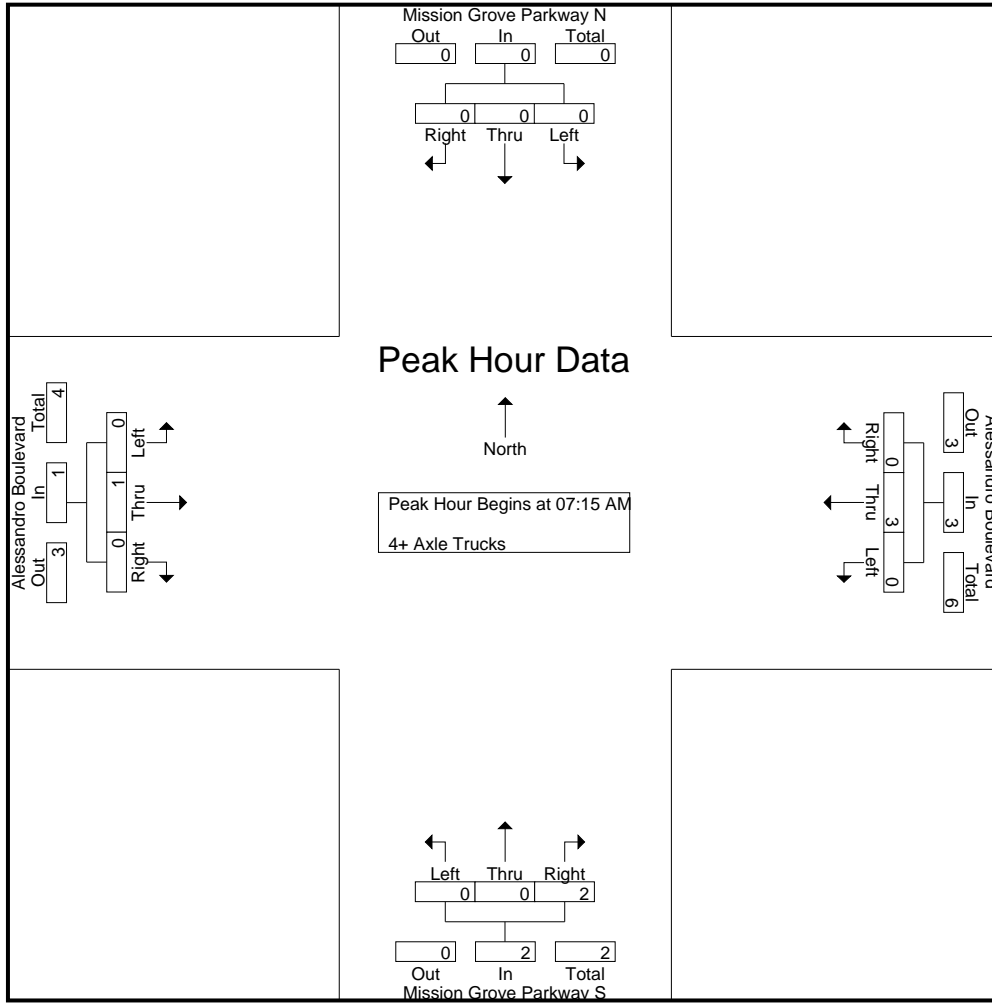 Mission Grove Parkway N
Out In Total
0 0 0
0 0 0
Right Thru Left
Peak Hour Data
North
Peak Hour Begins at 07:15 AM
4+ Axle Trucks
Alessandro Boulevard
Out In Total
3 1 4
0 1 0
Right Thru Left
Alessandro Boulevard
Out In Total
3 3 6
0 3 0
Right Thru Left
Left Thru Right
0 0 2
0 2 2
Out In Total
Mission Grove Parkway S